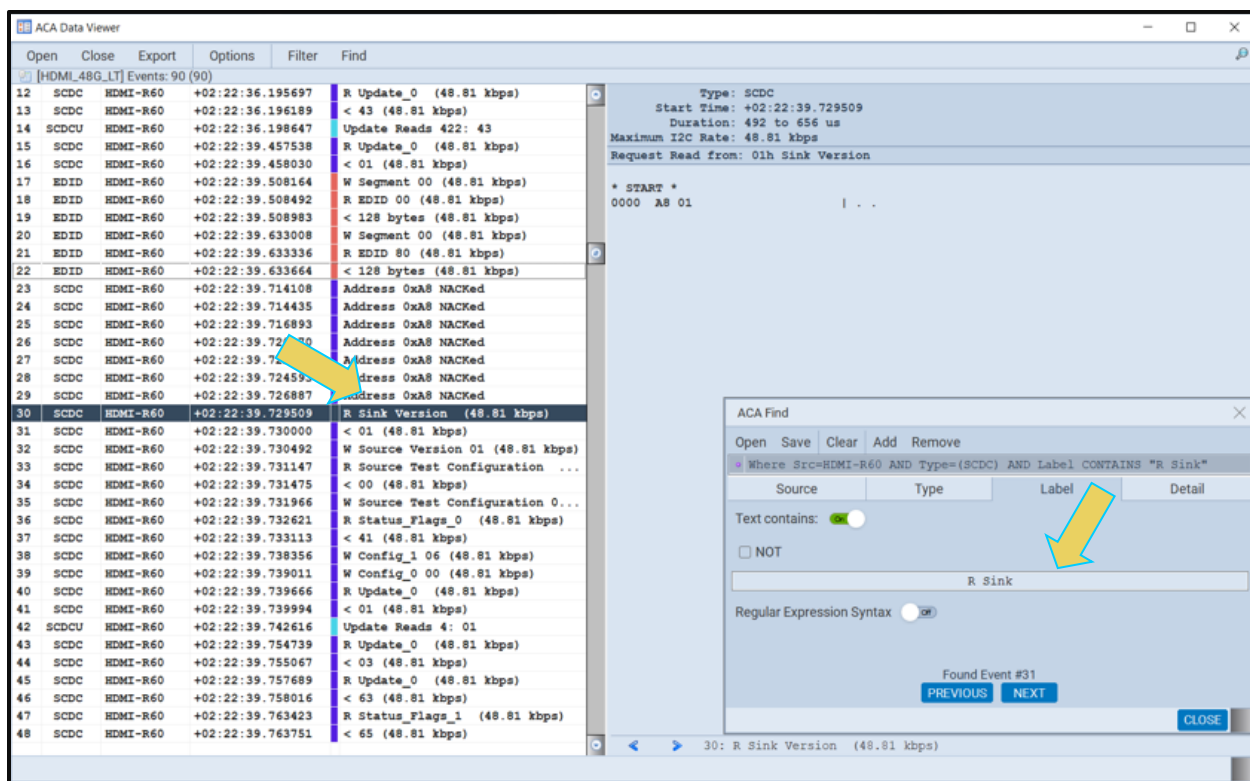 ACA Data Viewer
Open Close Export Options Filter Find
[HDMI_48G_LT] Events: 90 (90)
12 SCDC HDMI-R60 +02:22:36.195697 R Update_0 (48.81 kbps)
13 SCDC HDMI-R60 +02:22:36.196189 < 43 (48.81 kbps)
14 SCDCU HDMI-R60 +02:22:36.198647 Update Reads 422: 43
15 SCDC HDMI-R60 +02:22:39.457538 R Update_0 (48.81 kbps)
16 SCDC HDMI-R60 +02:22:39.458030 < 01 (48.81 kbps)
17 EDID HDMI-R60 +02:22:39.508164 W Segment 00 (48.81 kbps)
18 EDID HDMI-R60 +02:22:39.508492 R EDID 00 (48.81 kbps)
19 EDID HDMI-R60 +02:22:39.508983 < 128 bytes (48.81 kbps)
20 EDID HDMI-R60 +02:22:39.633008 W Segment 00 (48.81 kbps)
21 EDID HDMI-R60 +02:22:39.633336 R EDID 80 (48.81 kbps)
22 EDID HDMI-R60 +02:22:39.633664 < 128 bytes (48.81 kbps)
23 SCDC HDMI-R60 +02:22:39.714108 Address 0xA8 NACKed
24 SCDC HDMI-R60 +02:22:39.714435 Address 0xA8 NACKed
25 SCDC HDMI-R60 +02:22:39.716893 Address 0xA8 NACKed
26 SCDC HDMI-R60 Address 0xA8 NACKed
27 SCDC HDMI-R60 0xA8 NACKed
28 SCDC HDMI-R60 0xA8 NACKed
29 SCDC HDMI-R60 +02:22:39.726887 Address 0xA8 NACKed
30 SCDC HDMI-R60 +02:22:39.729509 R Sink Version (48.81 kbps)
31 SCDC HDMI-R60 +02:22:39.730000 < 01 (48.81 kbps)
32 SCDC HDMI-R60 +02:22:39.730492 W Source Version 01 (48.81 kbps)
33 SCDC HDMI-R60 +02:22:39.731147 R Source Test Configuration ...
34 SCDC HDMI-R60 +02:22:39.731475 < 00 (48.81 kbps)
35 SCDC HDMI-R60 +02:22:39.731966 W Source Test Configuration 0...
36 SCDC HDMI-R60 +02:22:39.732621 R Status_Flags_0 (48.81 kbps)
37 SCDC HDMI-R60 +02:22:39.733113 < 41 (48.81 kbps)
38 SCDC HDMI-R60 +02:22:39.738356 W Config_1 06 (48.81 kbps)
39 SCDC HDMI-R60 +02:22:39.739011 W Config_0 00 (48.81 kbps)
40 SCDC HDMI-R60 +02:22:39.739666 R Update_0 (48.81 kbps)
41 SCDC HDMI-R60 +02:22:39.739994 < 01 (48.81 kbps)
42 SCDCU HDMI-R60 +02:22:39.742616 Update Reads 4: 01
43 SCDC HDMI-R60 +02:22:39.754739 R Update_0 (48.81 kbps)
44 SCDC HDMI-R60 +02:22:39.755067 < 03 (48.81 kbps)
45 SCDC HDMI-R60 +02:22:39.757689 R Update_0 (48.81 kbps)
46 SCDC HDMI-R60 +02:22:39.758016 < 63 (48.81 kbps)
47 SCDC HDMI-R60 +02:22:39.763423 R Status_Flags_1 (48.81 kbps)
48 SCDC HDMI-R60 +02:22:39.763751 < 65 (48.81 kbps)
Type: SCDC
Start Time: +02:22:39.729509
Duration: 492 to 656 us
Maximum I2C Rate: 48.81 kbps
Request Read from: 01h Sink Version
* START *
0000 A8 01 | . .
ACA Find
Open Save Clear Add Remove
Where Src=HDMI-R60 AND Type=(SCDC) AND Label CONTAINS "R Sink"
Source Type Label Detail
Text contains: On
NOT
R Sink
Regular Expression Syntax Off
Found Event #31
PREVIOUS NEXT
CLOSE
30: R Sink Version (48.81 kbps)